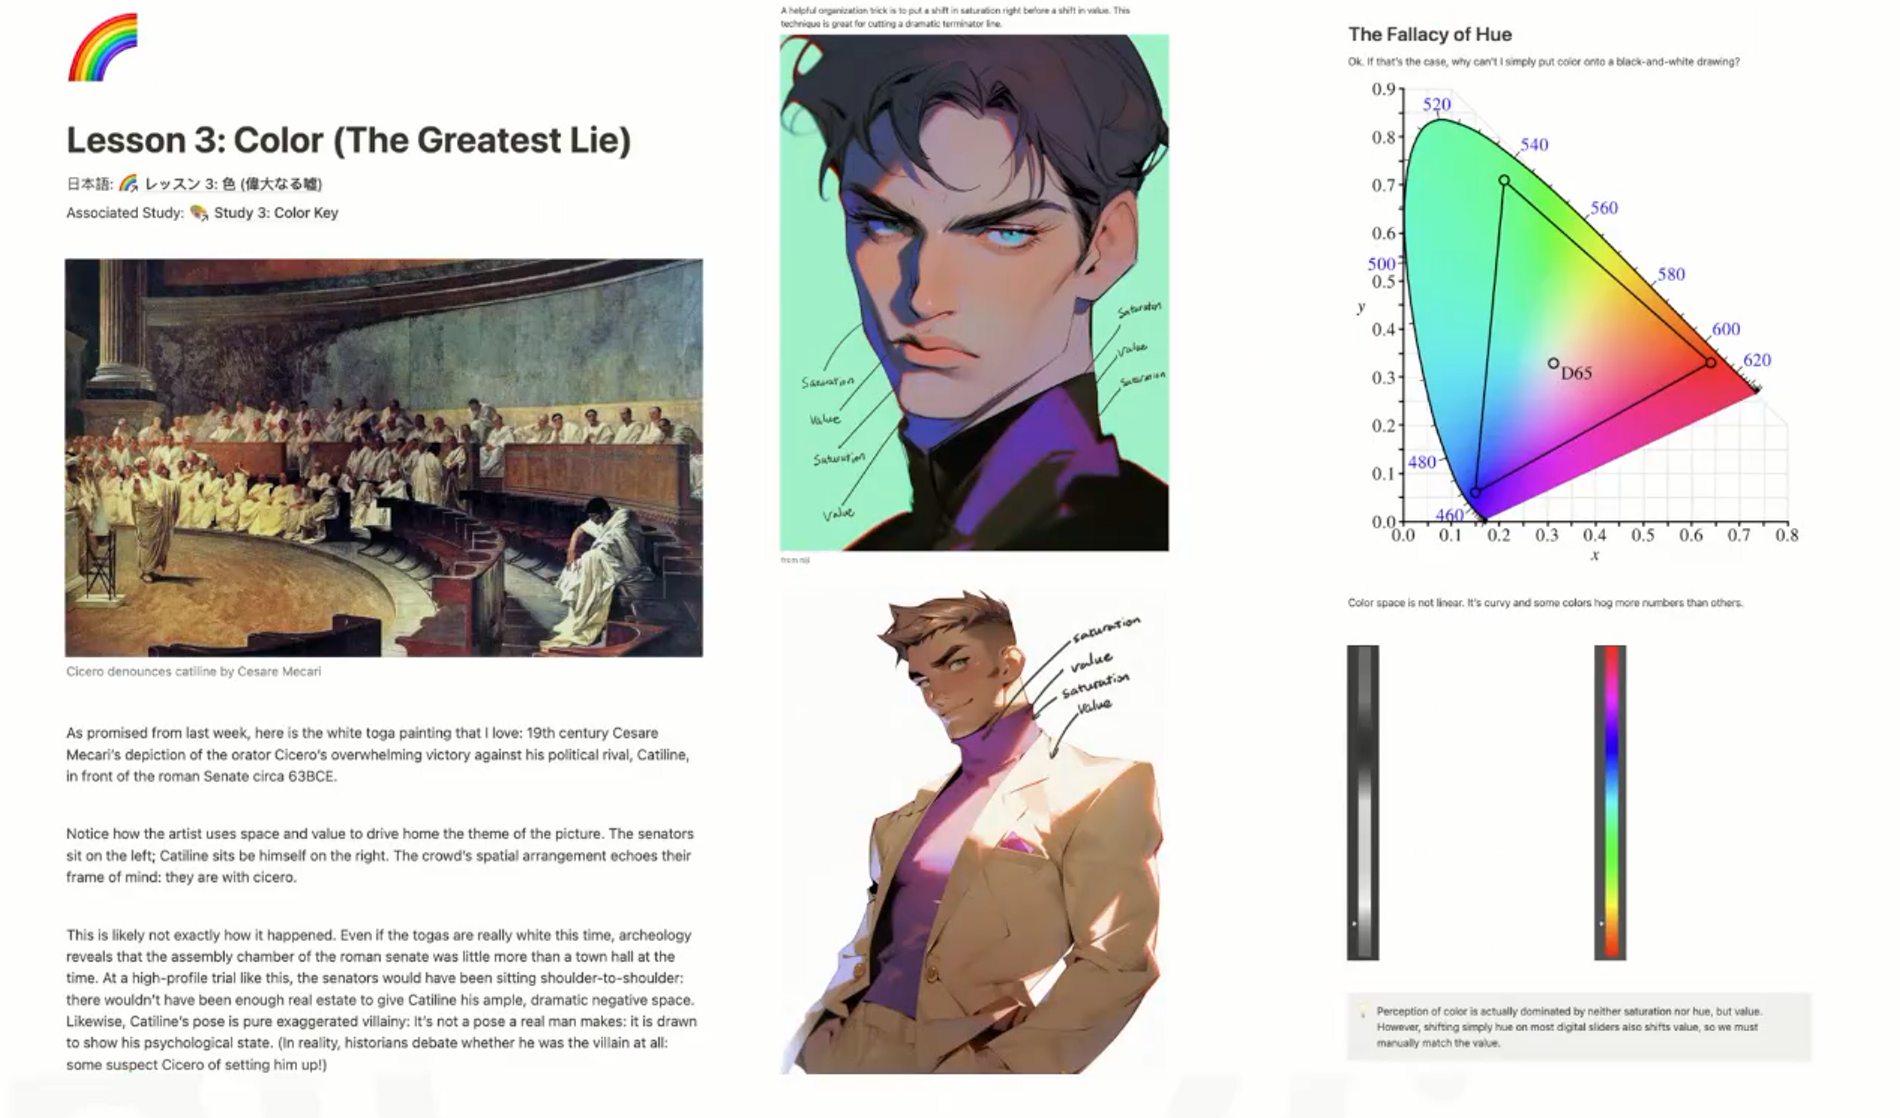 Lesson 3: Color (The Greatest Lie)
日本語: レッスン 3: 色 (偉大なる嘘)
Associated Study: Study 3: Color Key
Cicero denounces catiline by Cesare Mecari
As promised from last week, here is the white toga painting that I love: 19th century Cesare
Mecari's depiction of the orator Cicero's overwhelming victory against his political rival, Catiline,
in front of the roman Senate circa 63BCE.
Notice how the artist uses space and value to drive home the theme of the picture. The senators
sit on the left; Catiline sits be himself on the right. The crowd's spatial arrangement echoes their
frame of mind: they are with cicero.
This is likely not exactly how it happened. Even if the togas are really white this time, archeology
reveals that the assembly chamber of the roman senate was little more than a town hall at the
time. At a high-profile trial like this, the senators would have been sitting shoulder-to-shoulder:
there wouldn't have been enough real estate to give Catiline his ample, dramatic negative space.
Likewise, Catiline's pose is pure exaggerated villainy: It's not a pose a real man makes: it is drawn
to show his psychological state. (In reality, historians debate whether he was the villain at all:
some suspect Cicero of setting him up!)
A helpful organization trick is to put a shift in saturation right before a shift in value. This
technique is great for cutting a dramatic terminator line.
Saturation
Value
Saturation
Saturation
Value
Saturation
Value
from niji
saturation
value
saturation
value
The Fallacy of Hue
Ok. If that's the case, why can't I simply put color onto a black-and-white drawing?
0.9
520
0.8
540
0.7
560
0.6
500
580
0.5
y
0.4
600
620
0.3
D65
0.2
480
0.1
460
0.0
0.0 0.1 0.2 0.3 0.4 0.5 0.6 0.7 0.8
x
Color space is not linear. It's curvy and some colors hog more numbers than others.
Perception of color is actually dominated by neither saturation nor hue, but value.
However, shifting simply hue on most digital sliders also shifts value, so we must
manually match the value.